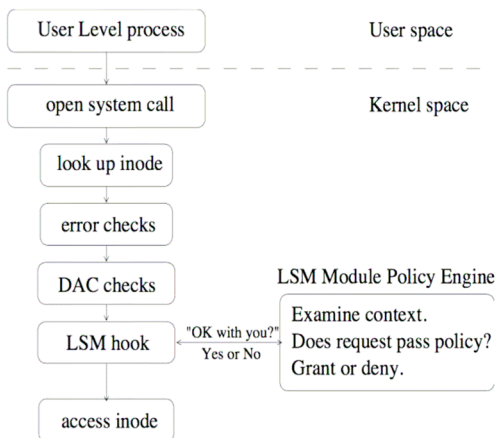 User Level process
User space
open system call
Kernel space
look up inode
error checks
DAC checks
LSM Module Policy Engine
LSM hook
"OK with you?"
Yes or No
Examine context.
Does request pass policy?
Grant or deny.
access inode